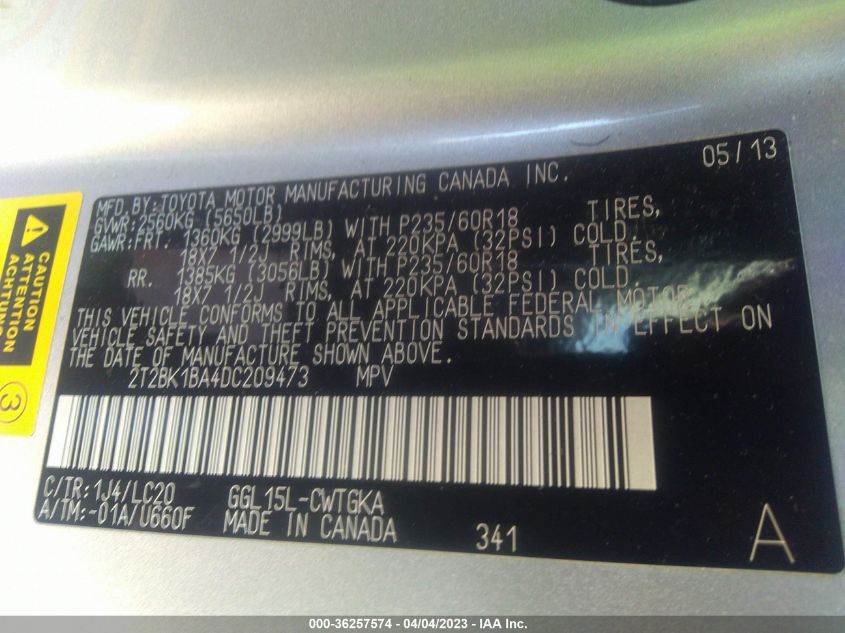 05/13
MFD. BY: TOYOTA MOTOR MANUFACTURING CANADA INC.
GVWR: 2560KG (5650LB)
GAWR: FRT. 1360KG (2999LB) WITH P235/60R18 TIRES,
18X7 1/2J RIMS, AT 220KPA (32PSI) COLD.
RR. 1385KG (3056LB) WITH P235/60R18 TIRES,
18X7 1/2J RIMS, AT 220KPA (32PSI) COLD.
THIS VEHICLE CONFORMS TO ALL APPLICABLE FEDERAL MOTOR
VEHICLE SAFETY AND THEFT PREVENTION STANDARDS IN EFFECT ON
THE DATE OF MANUFACTURE SHOWN ABOVE.
2T2BK1BA4DC209473 MPV
C/TR: 1J4/LC20 GGL15L-CWTGKA
A/TM: -01A/U660F MADE IN CANADA 341
A
CAUTION
ATTENTION
ACHTUNG
3
000-36257574 - 04/04/2023 - IAA Inc.